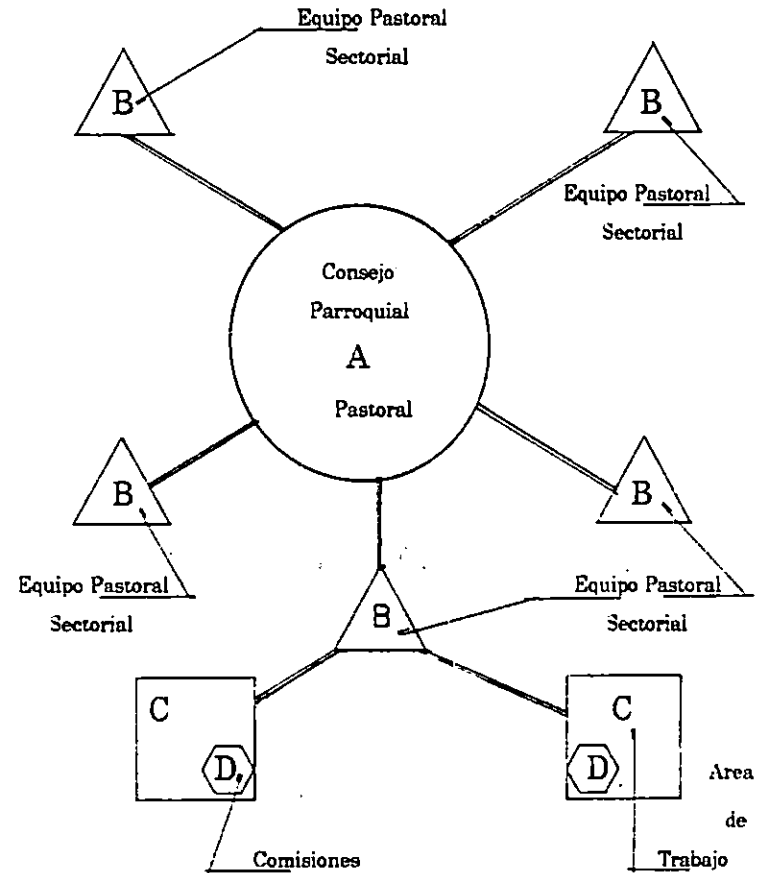 Equipo Pastoral
Sectorial
B
B
Equipo Pastoral
Sectorial
Consejo
Parroquial
A
Pastoral
B
B
Equipo Pastoral
Sectorial
Equipo Pastoral
Sectorial
B
C
C
D
D
Area
de
Trabajo
Comisiones